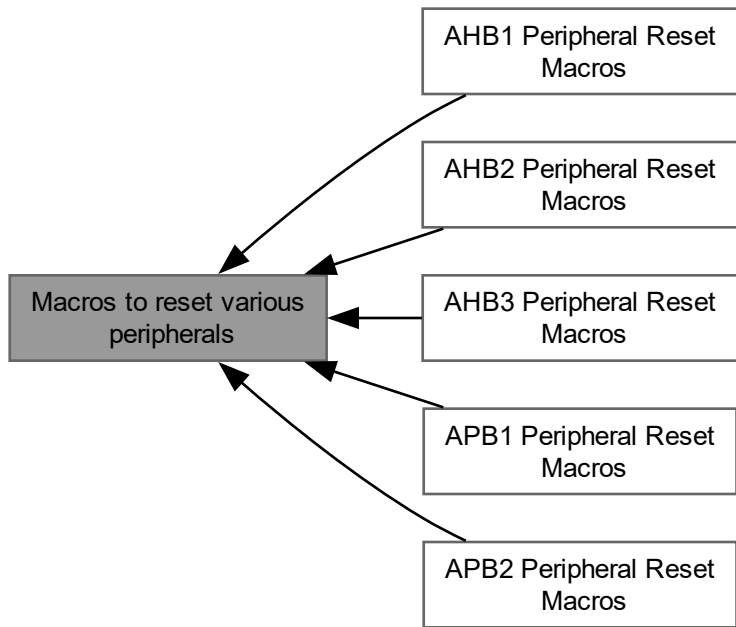 AHB1 Peripheral Reset
Macros
AHB2 Peripheral Reset
Macros
Macros to reset various
peripherals
AHB3 Peripheral Reset
Macros
APB1 Peripheral Reset
Macros
APB2 Peripheral Reset
Macros